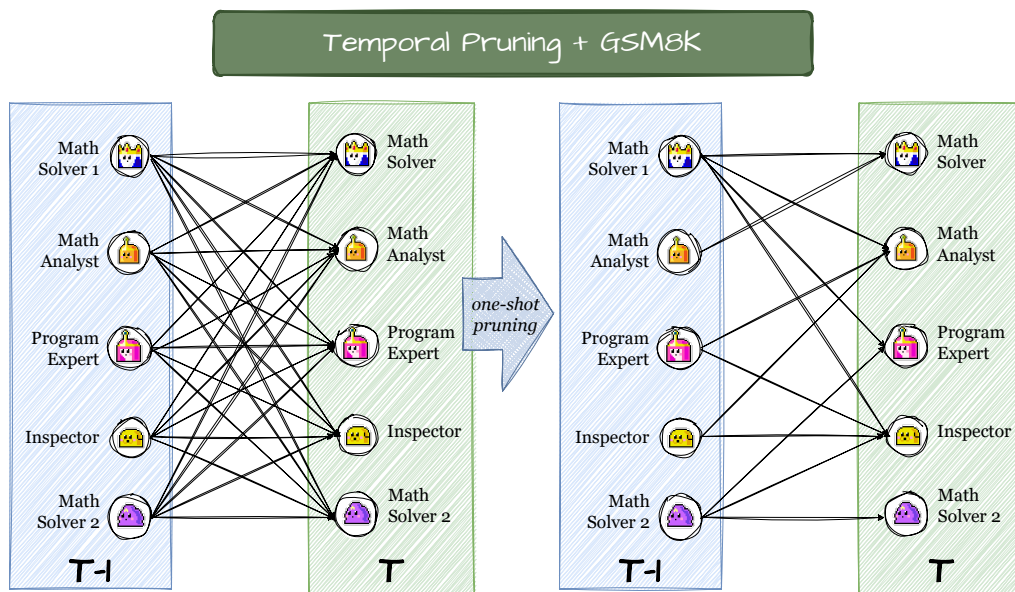 Temporal Pruning + GSM8K
Math
Solver 1
Math
Analyst
Program
Expert
Inspector
Math
Solver 2
T-1
Math
Solver
Math
Analyst
Program
Expert
Inspector
Math
Solver 2
T
one-shot
pruning
Math
Solver 1
Math
Analyst
Program
Expert
Inspector
Math
Solver 2
T-1
Math
Solver
Math
Analyst
Program
Expert
Inspector
Math
Solver 2
T